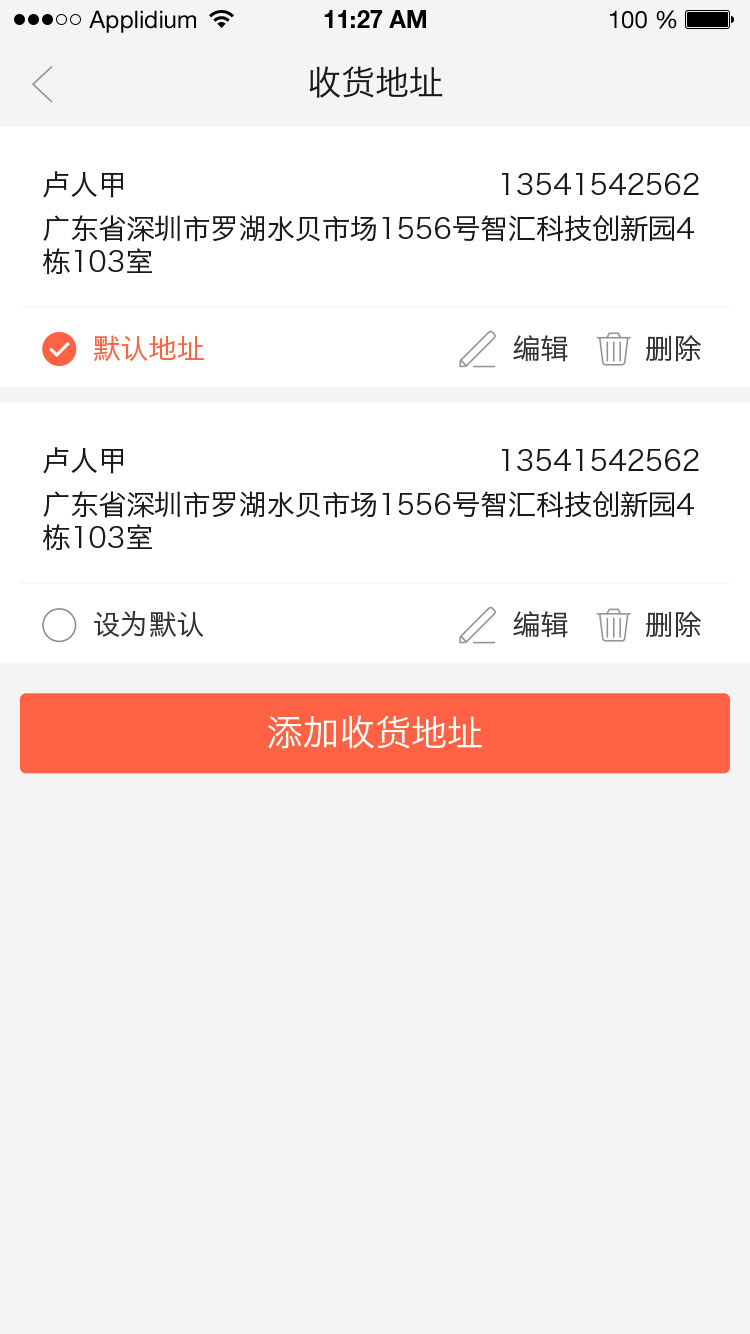 Applidium 11:27 AM 100 %
收货地址
卢人甲 13541542562
广东省深圳市罗湖水贝市场1556号智汇科技创新园4
栋103室
默认地址 编辑 删除
卢人甲 13541542562
广东省深圳市罗湖水贝市场1556号智汇科技创新园4
栋103室
设为默认 编辑 删除
添加收货地址